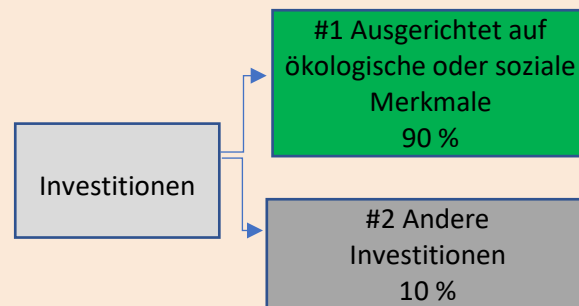 #1 Ausgerichtet auf
ökologische oder soziale
Merkmale
90 %
Investitionen
#2 Andere
Investitionen
10 %